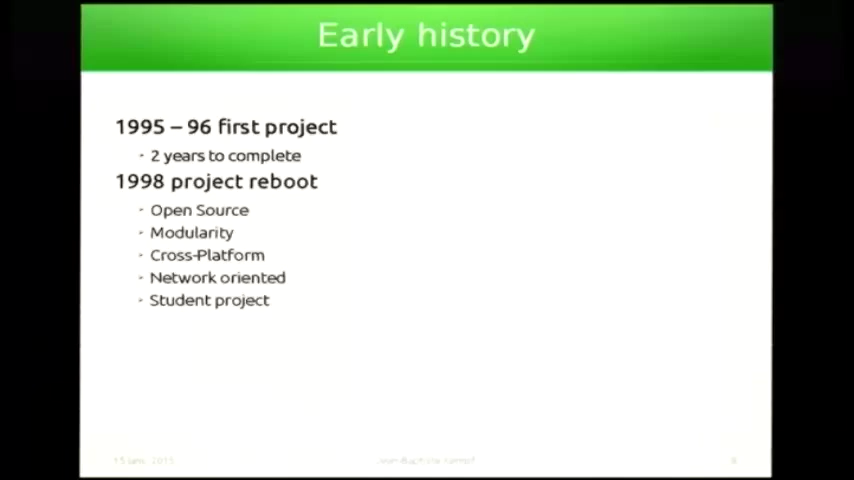 Early history
1995 – 96 first project
2 years to complete
1998 project reboot
Open Source
Modularity
Cross-Platform
Network oriented
Student project
2015